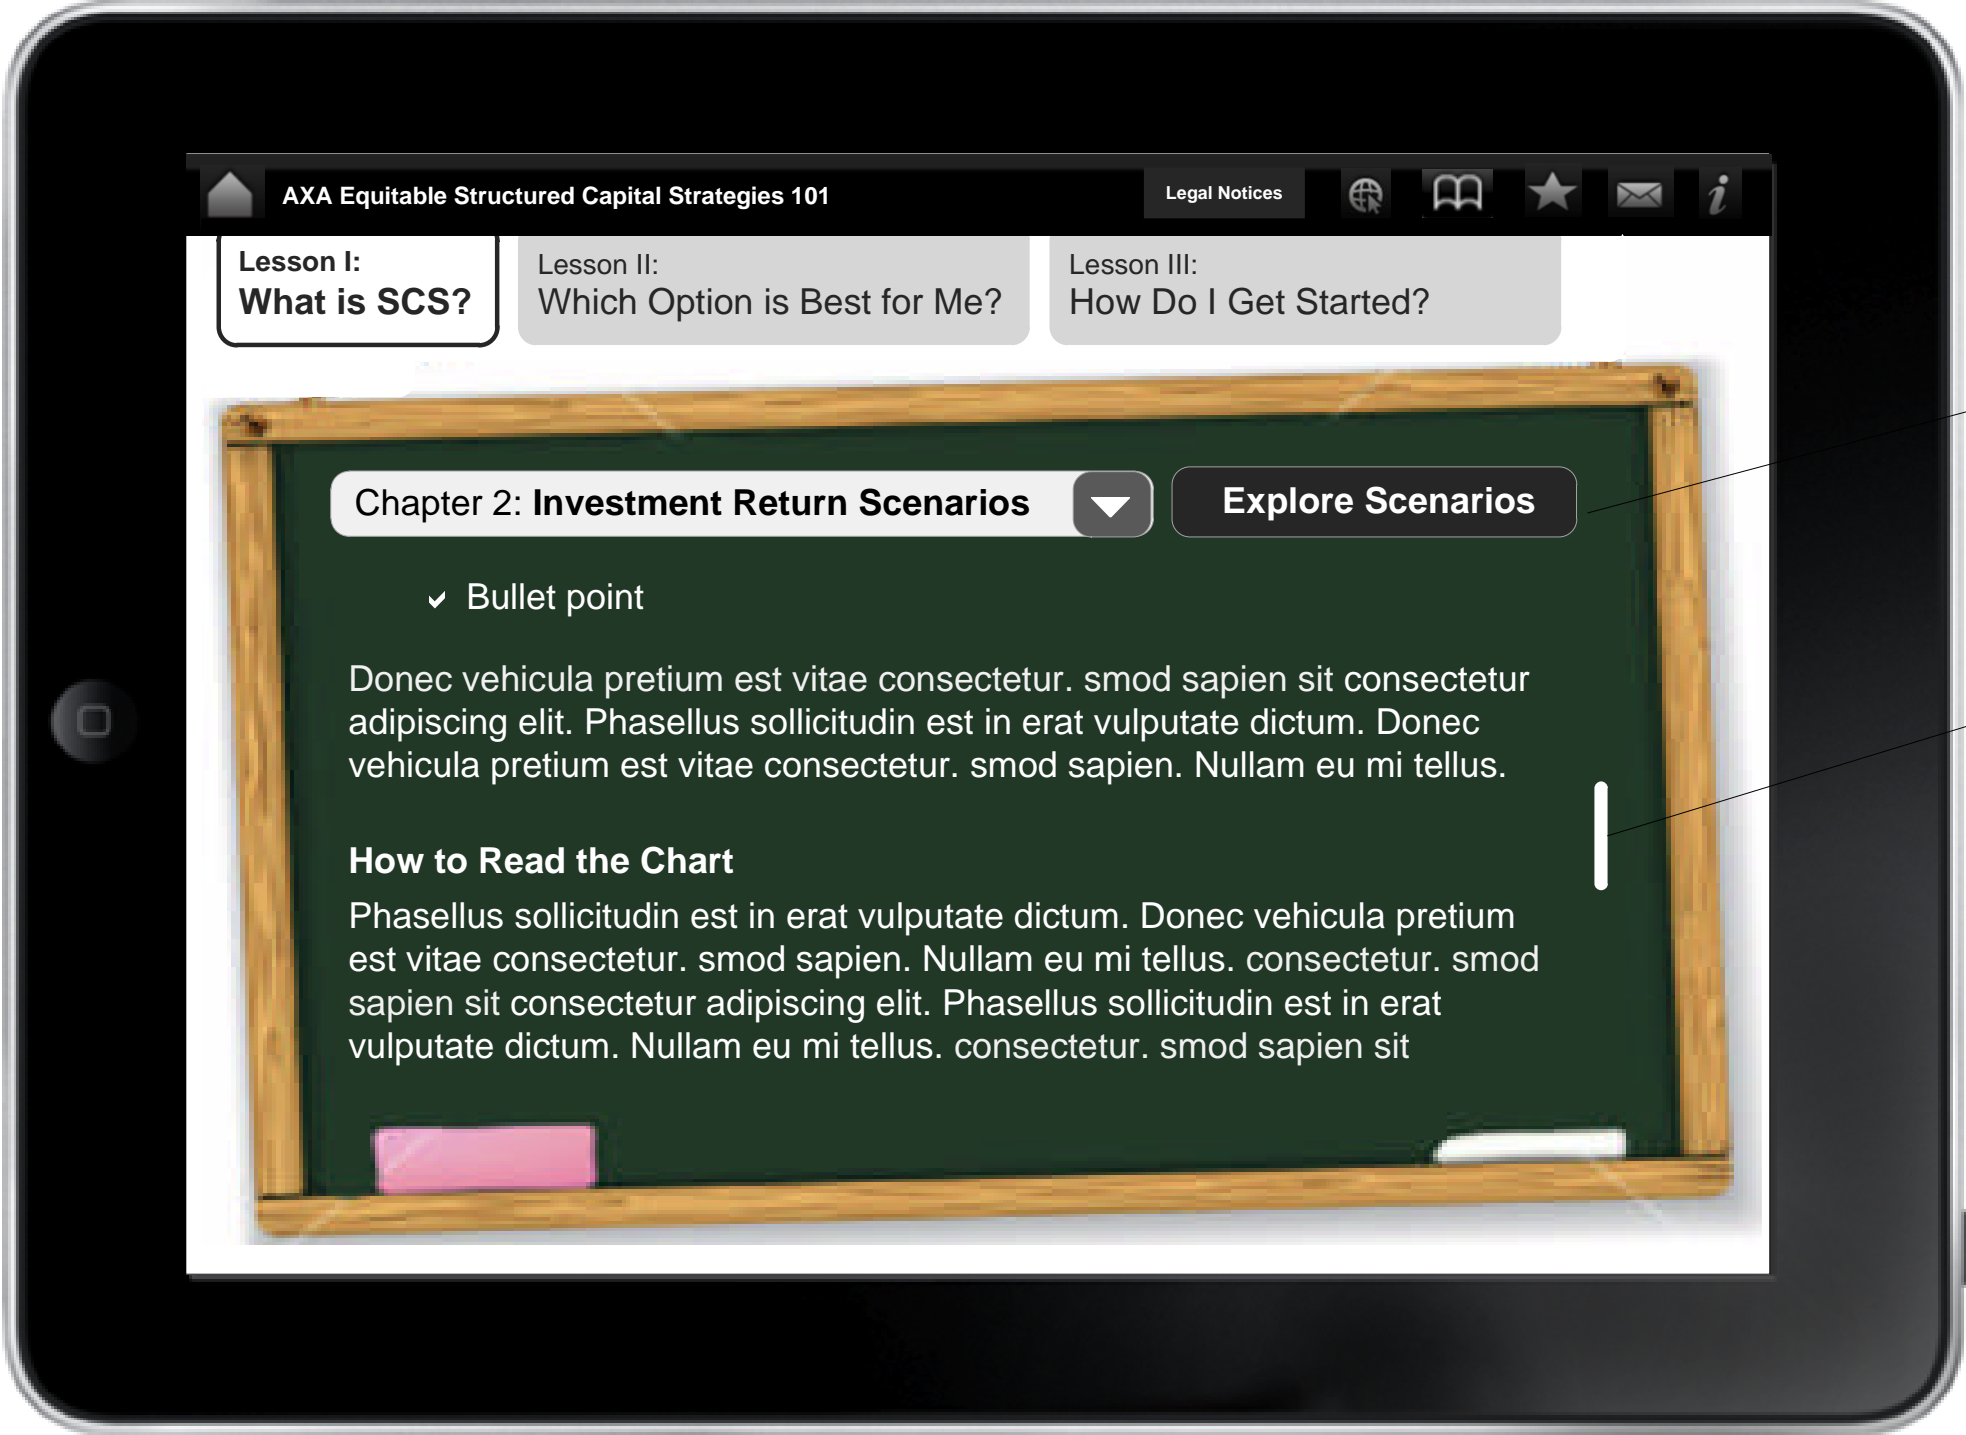 AXA Equitable Structured Capital Strategies 101
Legal Notices
Lesson I:
What is SCS?
Lesson II:
Which Option is Best for Me?
Lesson III:
How Do I Get Started?
Chapter 2: Investment Return Scenarios
Explore Scenarios
Bullet point
Donec vehicula pretium est vitae consectetur. smod sapien sit consectetur
adipiscing elit. Phasellus sollicitudin est in erat vulputate dictum. Donec
vehicula pretium est vitae consectetur. smod sapien. Nullam eu mi tellus.
How to Read the Chart
Phasellus sollicitudin est in erat vulputate dictum. Donec vehicula pretium
est vitae consectetur. smod sapien. Nullam eu mi tellus. consectetur. smod
sapien sit consectetur adipiscing elit. Phasellus sollicitudin est in erat
vulputate dictum. Nullam eu mi tellus. consectetur. smod sapien sit